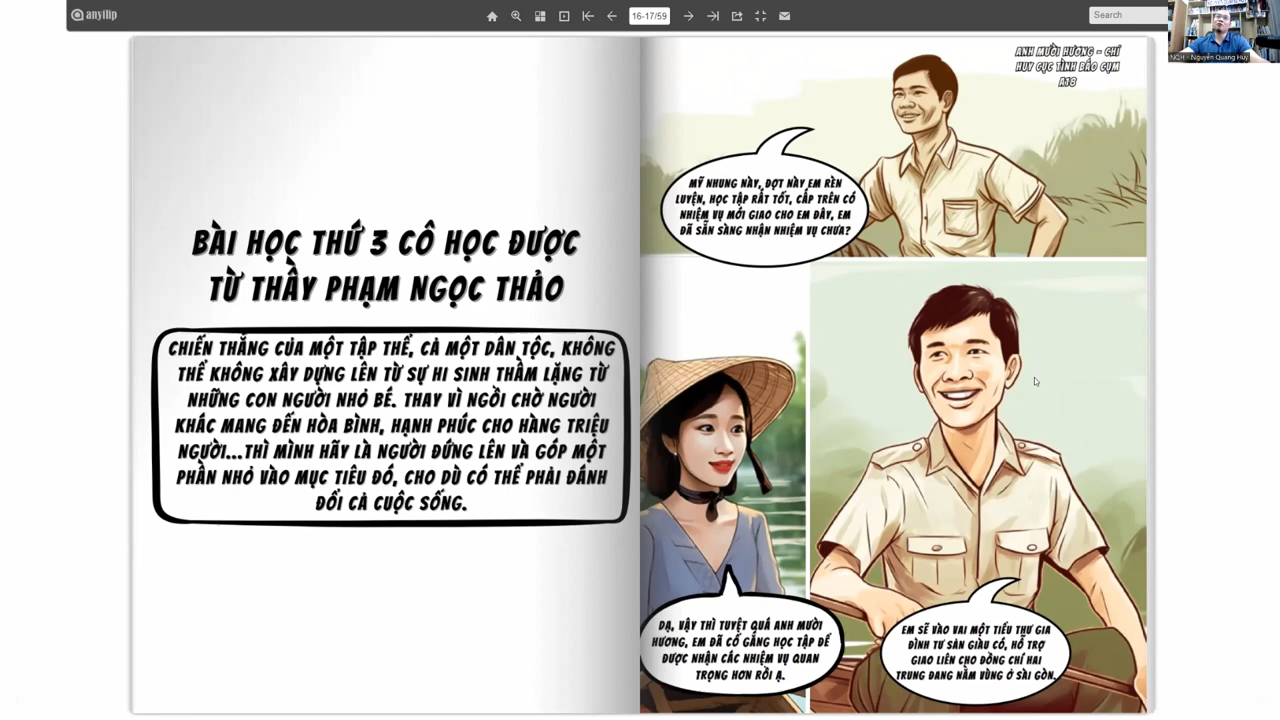 anyflip
16-17/59
Search
NQH - Nguyễn Quang Huy
BÀI HỌC THỨ 3 CÔ HỌC ĐƯỢC
TỪ THẦY PHẠM NGỌC THẢO
CHIẾN THẮNG CỦA MỘT TẬP THỂ, CẢ MỘT DÂN TỘC, KHÔNG
THỂ KHÔNG XÂY DỰNG LÊN TỪ SỰ HI SINH THẦM LẶNG TỪ
NHỮNG CON NGƯỜI NHỎ BÉ. THAY VÌ NGỒI CHỜ NGƯỜI
KHÁC MANG ĐẾN HÒA BÌNH, HẠNH PHÚC CHO HÀNG TRIỆU
NGƯỜI...THÌ MÌNH HÃY LÀ NGƯỜI ĐỨNG LÊN VÀ GÓP MỘT
PHẦN NHỎ VÀO MỤC TIÊU ĐÓ, CHO DÙ CÓ THỂ PHẢI ĐÁNH
ĐỔI CẢ CUỘC SỐNG.
ANH MƯỜI HƯƠNG - CHỈ
HUY CỤC TÌNH BÁO CỤM
A18
MỸ NHUNG NÀY, ĐỢT NÀY EM RÈN
LUYỆN, HỌC TẬP RẤT TỐT, CẤP TRÊN CÓ
NHIỆM VỤ MỚI GIAO CHO EM ĐÂY, EM
ĐÃ SẴN SÀNG NHẬN NHIỆM VỤ CHƯA?
DẠ, VẬY THÌ TUYỆT QUÁ ANH MƯỜI
HƯƠNG, EM ĐÃ CỐ GẮNG HỌC TẬP ĐỂ
ĐƯỢC NHẬN CÁC NHIỆM VỤ QUAN
TRỌNG HƠN RỒI Ạ.
EM SẼ VÀO VAI MỘT TIỂU THƯ GIA
ĐÌNH TƯ SẢN GIÀU CÓ, HỖ TRỢ
GIAO LIÊN CHO ĐỒNG CHÍ HAI
TRUNG ĐANG NẰM VÙNG Ở SÀI GÒN.